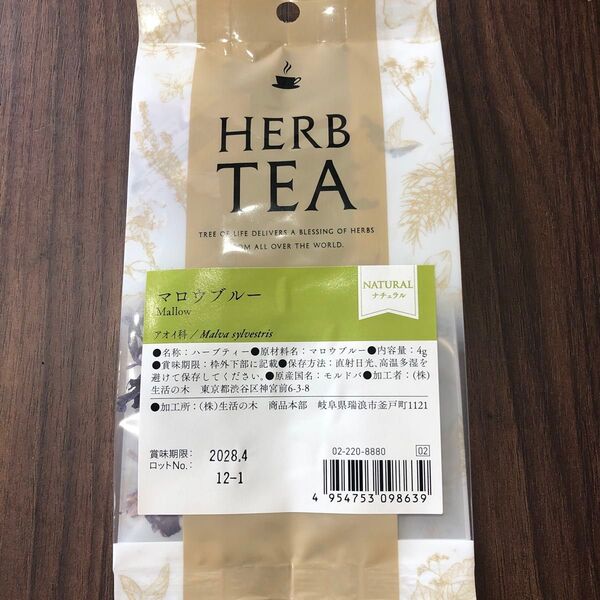 HERB
TEA
TREE OF LIFE DELIVERS A BLESSING OF HERBS
FROM ALL OVER THE WORLD.
マロウブルー
Mallow
NATURAL
ナチュラル
アオイ科 / Malva sylvestris
●名称：ハーブティー●原材料名：マロウブルー●内容量：4g
●賞味期限：枠外下部に記載●保存方法：直射日光、高温多湿を
避けて保存してください。●原産国名：モルドバ●加工者：(株)
生活の木　東京都渋谷区神宮前6-3-8
●加工所：(株)生活の木　商品本部　岐阜県瑞浪市釜戸町1121
賞味期限: 2028.4
ロットNo.: 12-1
02-220-8880 02
4 954753 098639